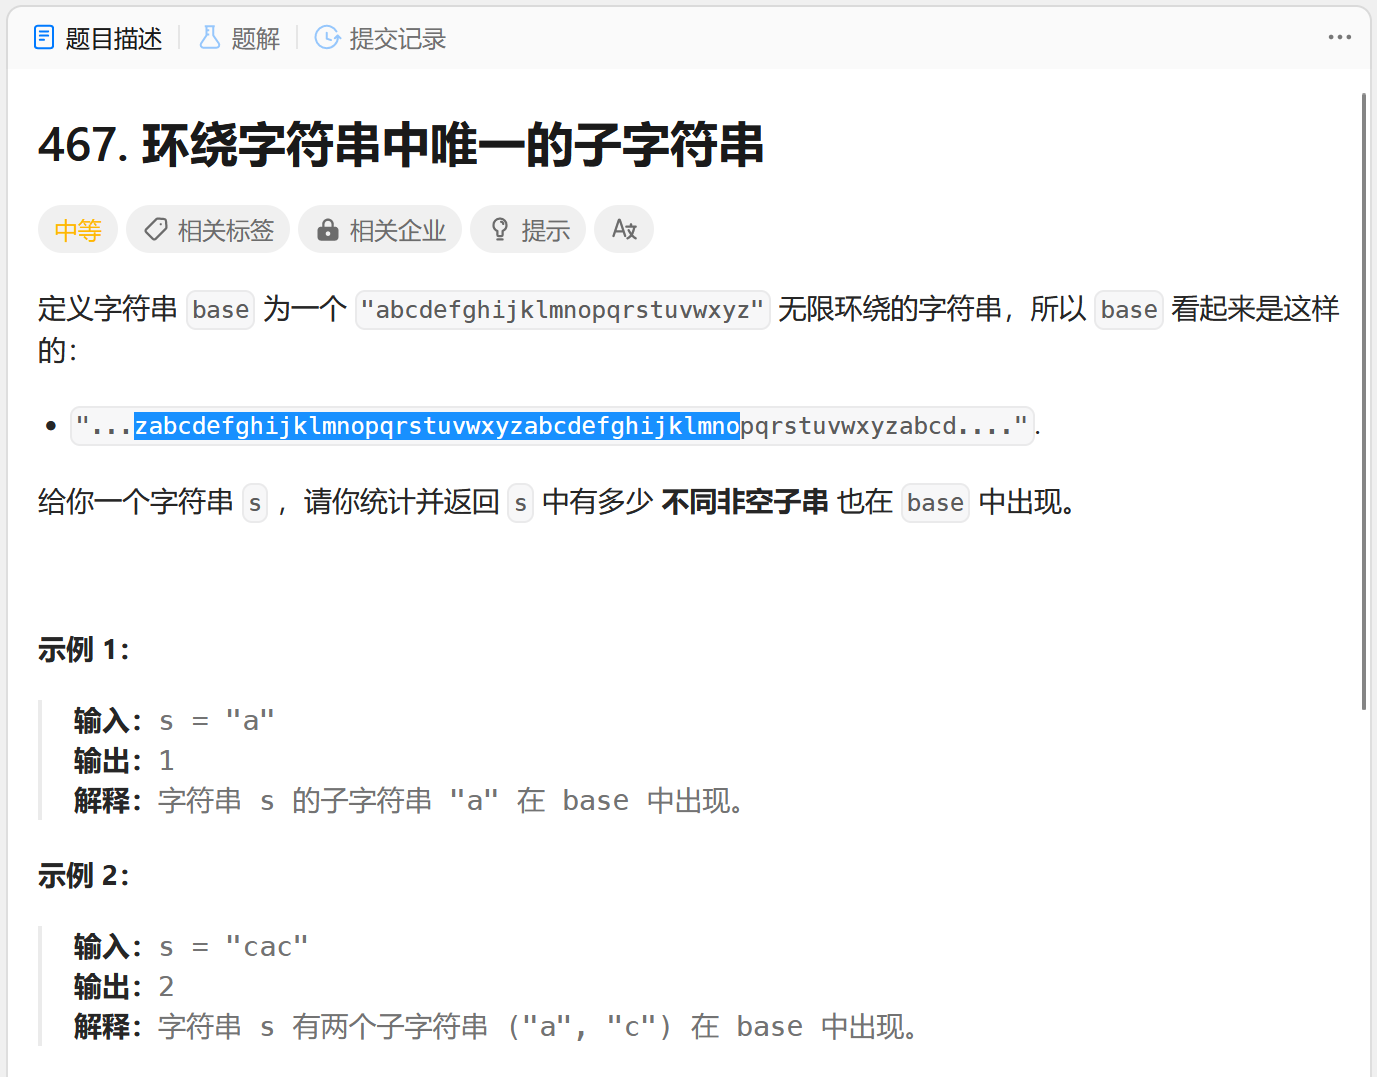 题目描述 题解 提交记录
467. 环绕字符串中唯一的子字符串
中等 相关标签 相关企业 提示 A文
定义字符串 base 为一个 "abcdefghijklmnopqrstuvwxyz" 无限环绕的字符串，所以 base 看起来是这样
的：
• "...zabcdefghijklmnopqrstuvwxyzabcdefghijklmnopqrstuvwxyzabcd....".
给你一个字符串 s ，请你统计并返回 s 中有多少 不同非空子串 也在 base 中出现。
示例 1：
输入：s = "a"
输出：1
解释：字符串 s 的子字符串 "a" 在 base 中出现。
示例 2：
输入：s = "cac"
输出：2
解释：字符串 s 有两个子字符串 ("a", "c") 在 base 中出现。